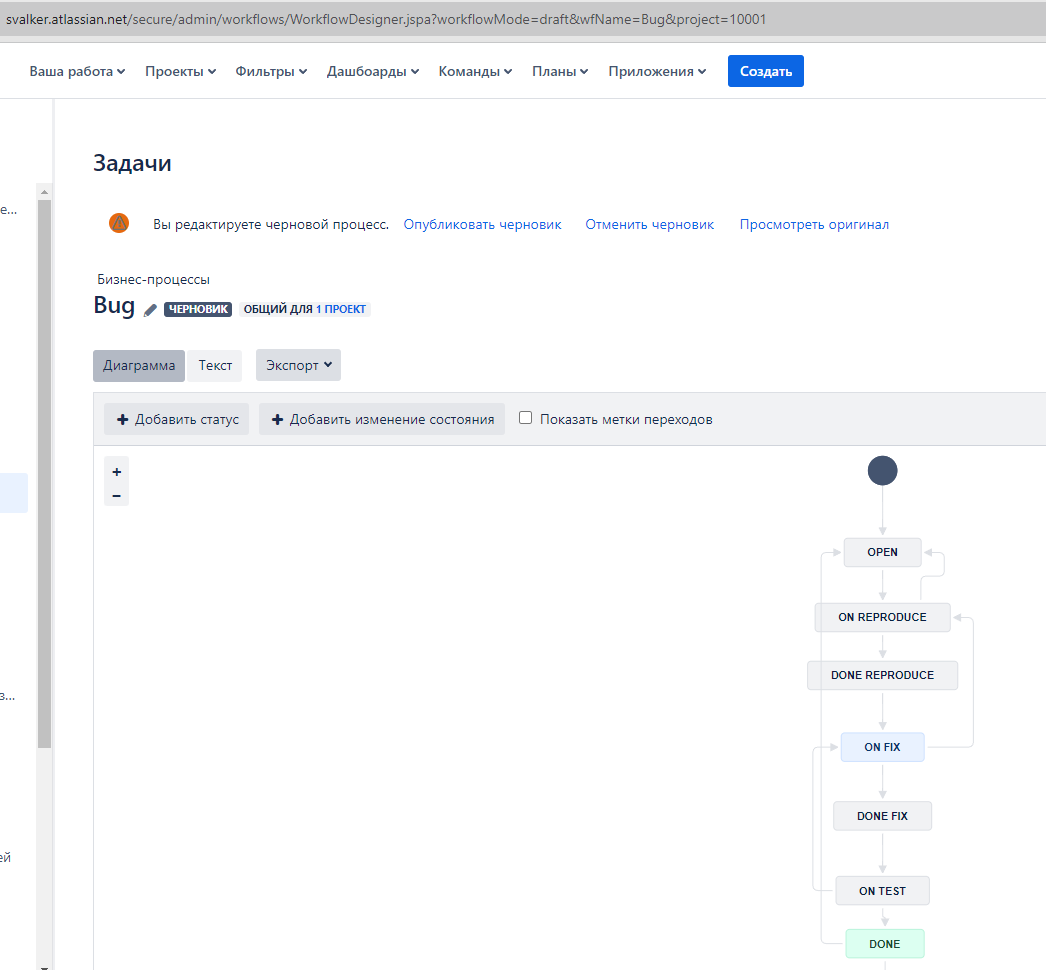 svalker.atlassian.net/secure/admin/workflows/WorkflowDesigner.jspa?workflowMode=draft&wfName=Bug&project=10001
Ваша работа Проекты Фильтры Дашборды Команды Планы Приложения Создать
Задачи
е...
Вы редактируете черновой процесс. Опубликовать черновик Отменить черновик Просмотреть оригинал
Бизнес-процессы
Bug ЧЕРНОВИК ОБЩИЙ ДЛЯ 1 ПРОЕКТ
Диаграмма Текст Экспорт
+ Добавить статус + Добавить изменение состояния Показать метки переходов
+
−
OPEN
ON REPRODUCE
DONE REPRODUCE
з...
ON FIX
DONE FIX
ей
ON TEST
DONE